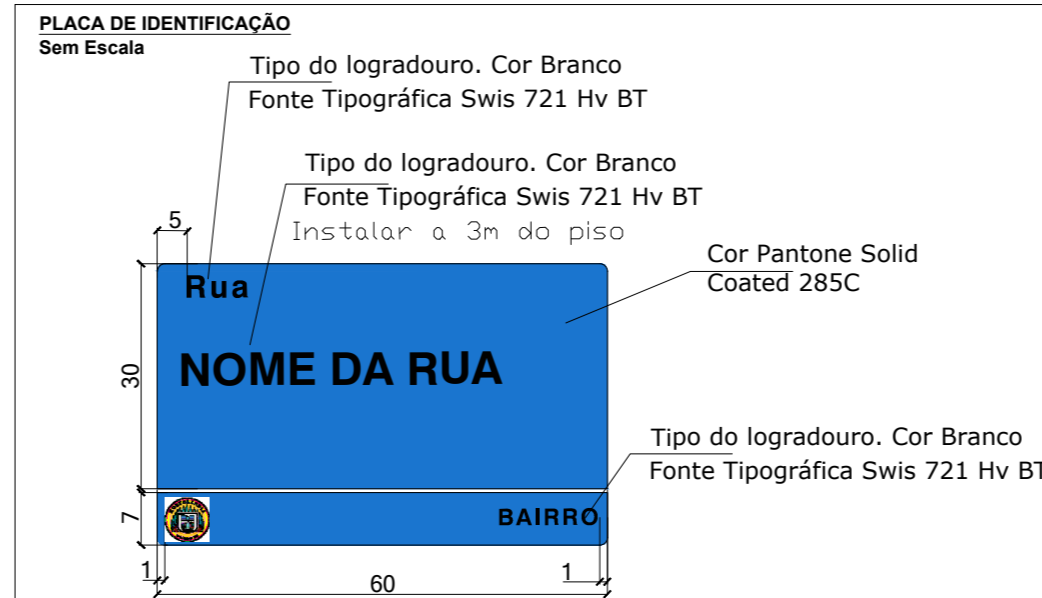 PLACA DE IDENTIFICAÇÃO
Sem Escala
Tipo do logradouro. Cor Branco
Fonte Tipográfica Swis 721 Hv BT
Tipo do logradouro. Cor Branco
Fonte Tipográfica Swis 721 Hv BT
Instalar a 3m do piso
5
Cor Pantone Solid
Coated 285C
Rua
NOME DA RUA
30
Tipo do logradouro. Cor Branco
Fonte Tipográfica Swis 721 Hv BT
7
BAIRRO
1
60
1